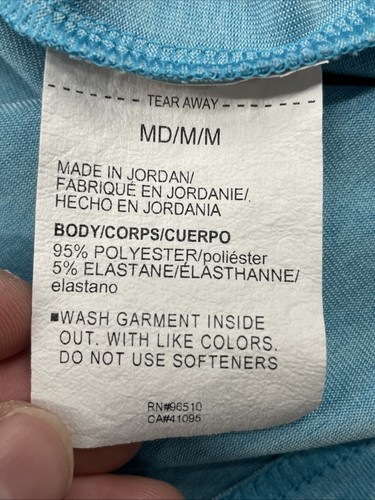 TEAR AWAY
MD/M/M
MADE IN JORDAN/
FABRIQUÉ EN JORDANIE/
HECHO EN JORDANIA
BODY/CORPS/CUERPO
95% POLYESTER/poliéster
5% ELASTANE/ÉLASTHANNE/
elastano
▪WASH GARMENT INSIDE
OUT. WITH LIKE COLORS.
DO NOT USE SOFTENERS
RN#96510
CA#41095